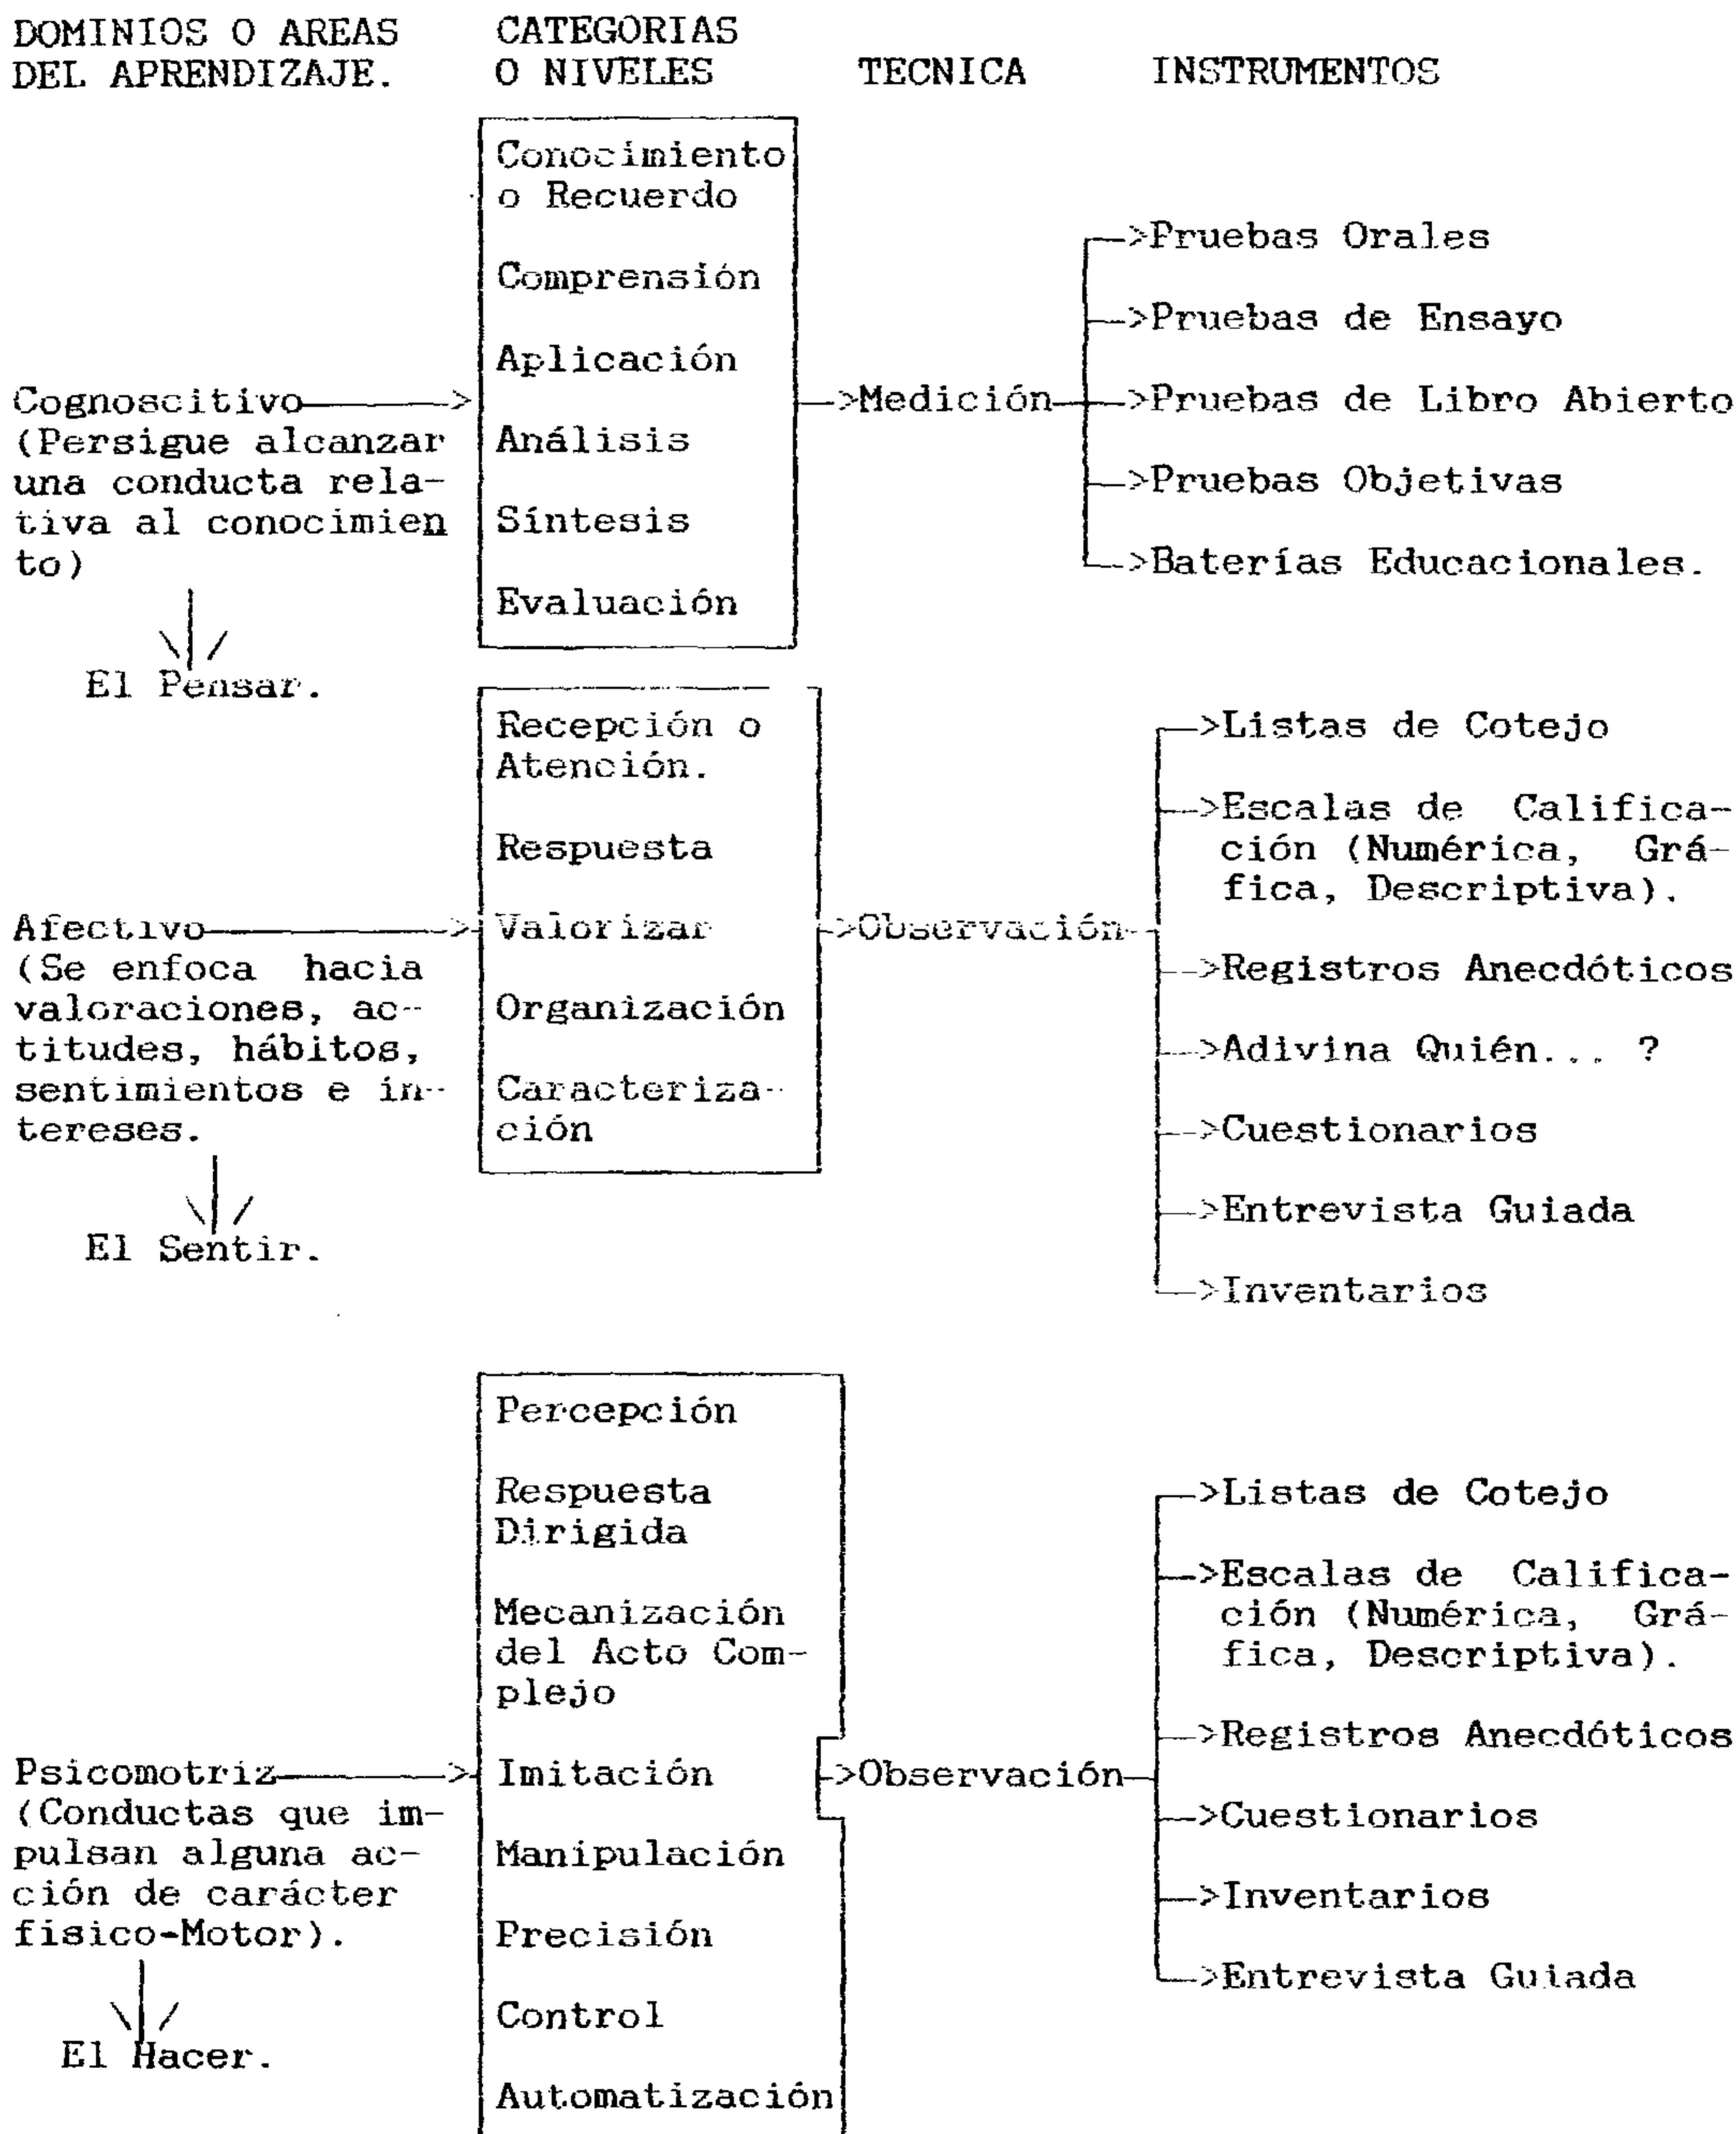 DOMINIOS O AREAS
DEL APRENDIZAJE.
CATEGORIAS
O NIVELES
TECNICA
INSTRUMENTOS
Cognoscitivo
(Persigue alcanzar
una conducta rela-
tiva al conocimien
to)
El Pensar.
Conocimiento
o Recuerdo
Comprensión
Aplicación
Análisis
Síntesis
Evaluación
>Medición
>Pruebas Orales
>Pruebas de Ensayo
>Pruebas de Libro Abierto
>Pruebas Objetivas
>Baterías Educacionales.
Afectivo
(Se enfoca hacia
valoraciones, ac--
titudes, hábitos,
sentimientos e in--
tereses.
El Sentir.
Recepción o
Atención.
Respuesta
Valorizar
Organización
Caracteriza--
ción
>Observación
>Listas de Cotejo
>Escalas de Califica-
ción (Numérica, Grá-
fica, Descriptiva).
>Registros Anecdóticos
>Adivina Quién... ?
>Cuestionarios
>Entrevista Guiada
>Inventarios
Psicomotriz
(Conductas que im-
pulsan alguna ac-
ción de carácter
físico-Motor).
El Hacer.
Percepción
Respuesta
Dirigida
Mecanización
del Acto Com-
plejo
Imitación
Manipulación
Precisión
Control
Automatización
>Observación
>Listas de Cotejo
>Escalas de Califica-
ción (Numérica, Grá-
fica, Descriptiva).
>Registros Anecdóticos
>Cuestionarios
>Inventarios
>Entrevista Guiada